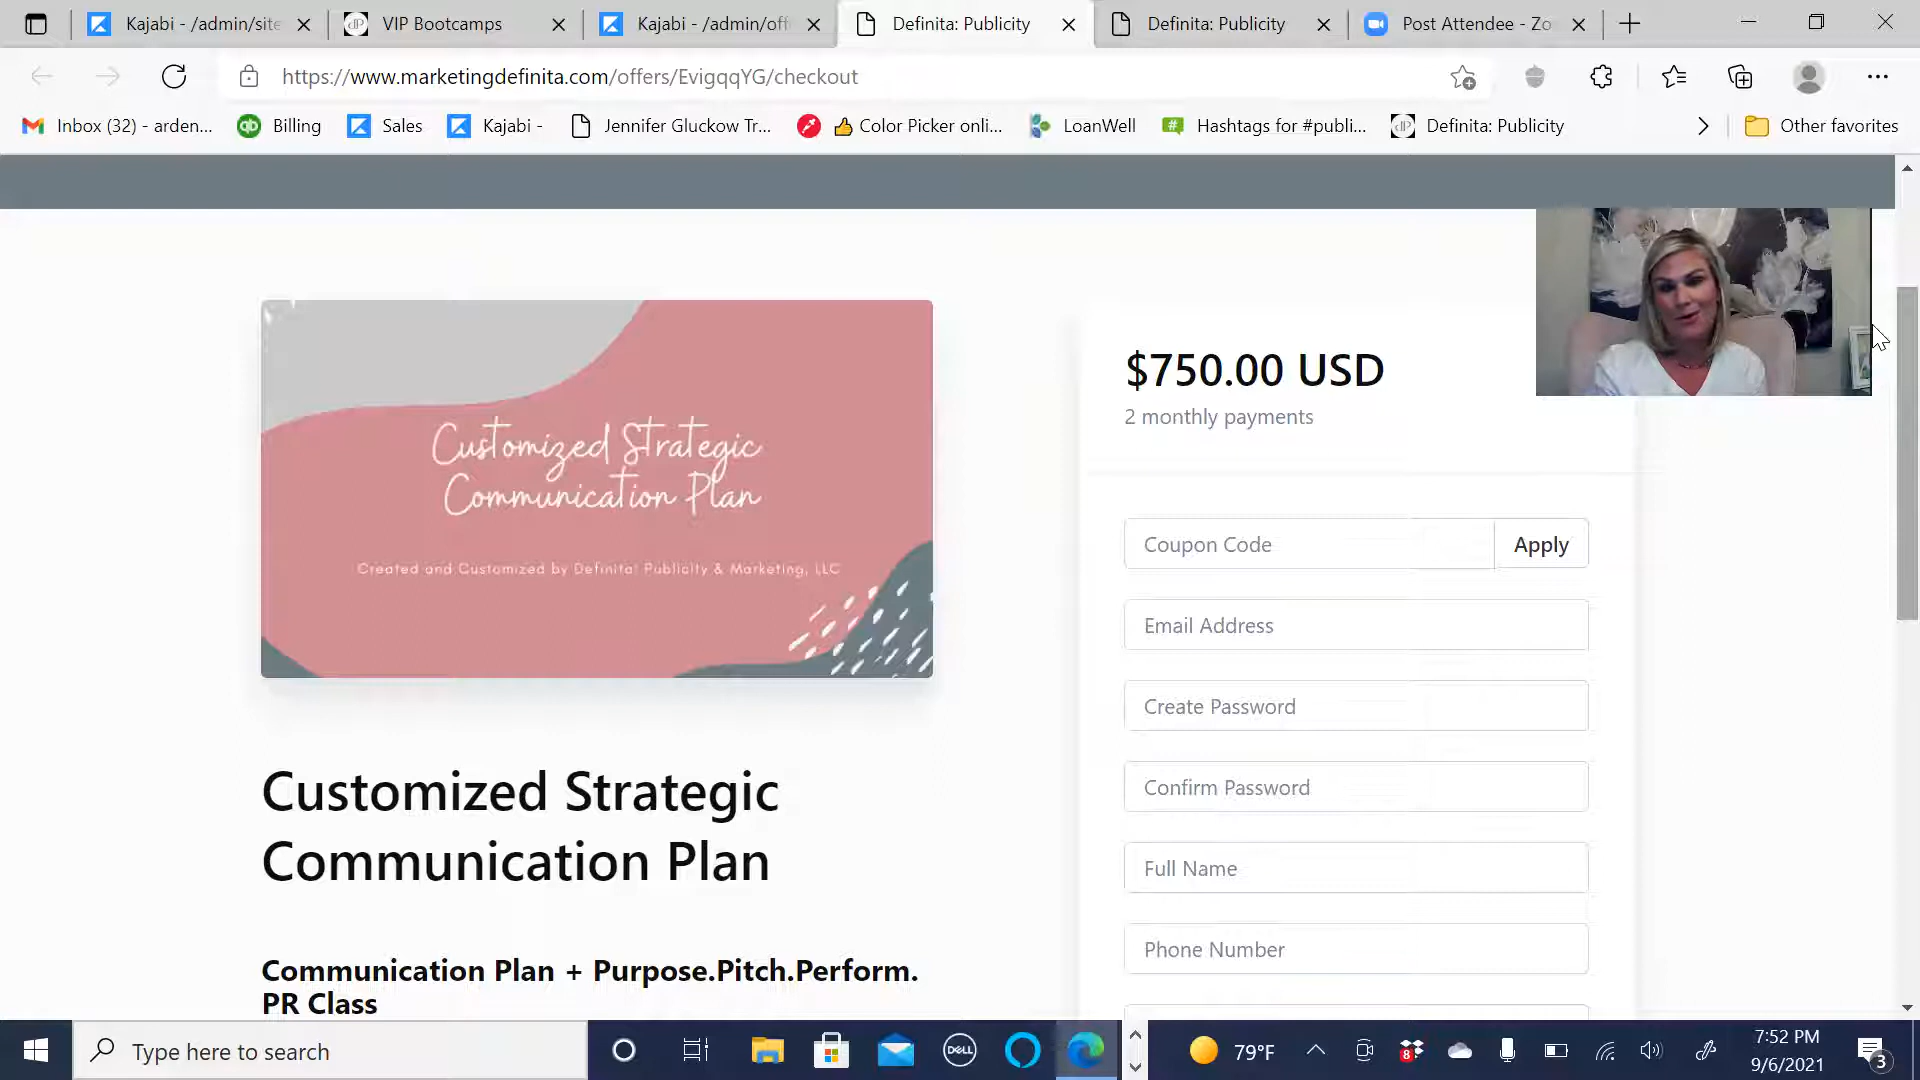 Kajabi - /admin/site
VIP Bootcamps
Kajabi - /admin/off
Definita: Publicity
Definita: Publicity
Post Attendee - Zo
https://www.marketingdefinita.com/offers/EvigqqYG/checkout
Inbox (32) - arden...
Billing
Sales
Kajabi -
Jennifer Gluckow Tr...
Color Picker onli...
LoanWell
Hashtags for #publi...
Definita: Publicity
Other favorites
Customized Strategic
Communication Plan
Created and Customized by Definita: Publicity & Marketing, LLC
$750.00 USD
2 monthly payments
Coupon Code
Apply
Email Address
Create Password
Confirm Password
Full Name
Phone Number
Customized Strategic
Communication Plan
Communication Plan + Purpose.Pitch.Perform.
PR Class
Type here to search
DELL
8
79°F
7:52 PM
9/6/2021
3